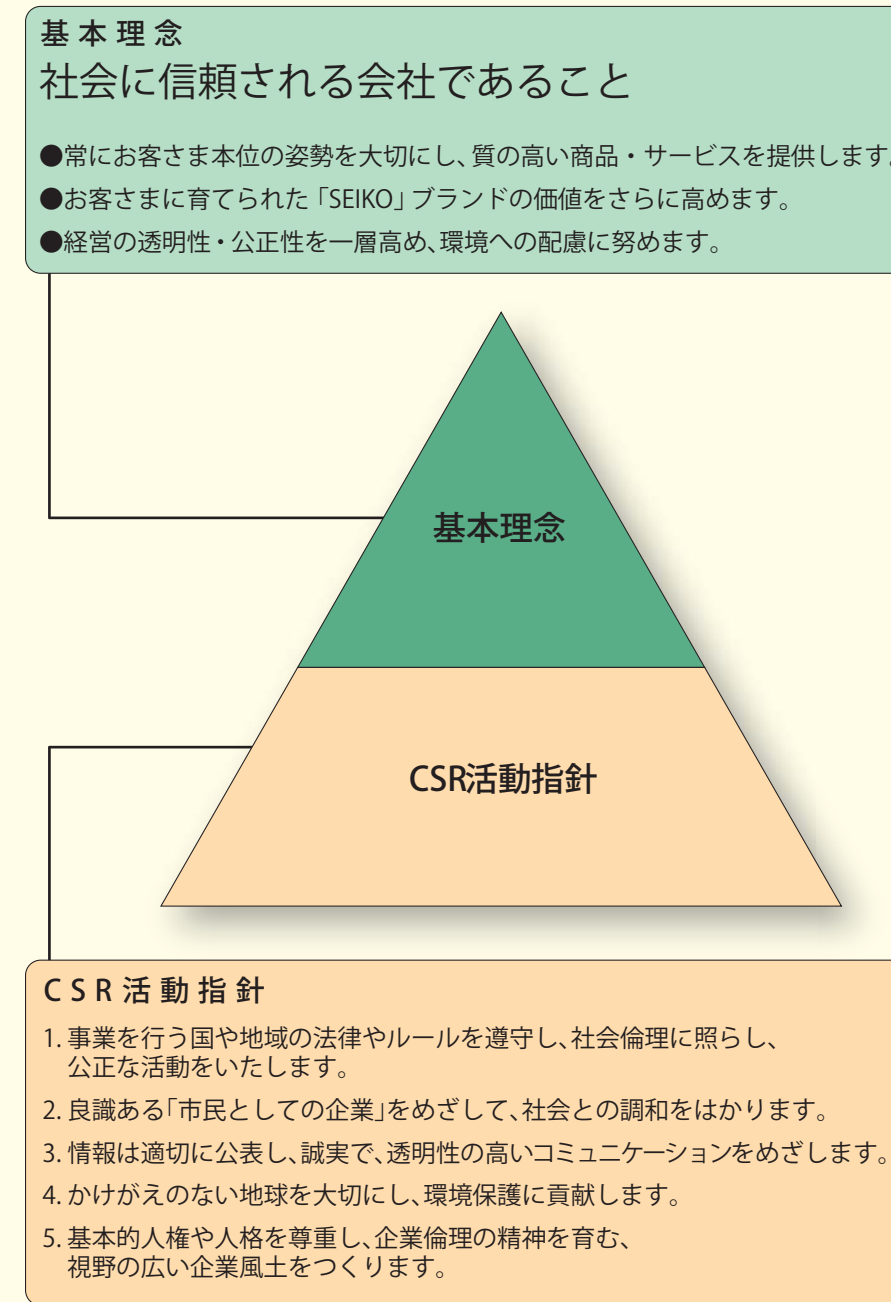 基本理念
社会に信頼される会社であること
●常にお客さま本位の姿勢を大切にし、質の高い商品・サービスを提供します。
●お客さまに育てられた「SEIKO」ブランドの価値をさらに高めます。
●経営の透明性・公正性を一層高め、環境への配慮に努めます。
基本理念
CSR活動指針
CSR活動指針
1. 事業を行う国や地域の法律やルールを遵守し、社会倫理に照らし、
公正な活動をいたします。
2. 良識ある「市民としての企業」をめざして、社会との調和をはかります。
3. 情報は適切に公表し、誠実で、透明性の高いコミュニケーションをめざします。
4. かけがえのない地球を大切にし、環境保護に貢献します。
5. 基本的人権や人格を尊重し、企業倫理の精神を育む、
視野の広い企業風土をつくります。